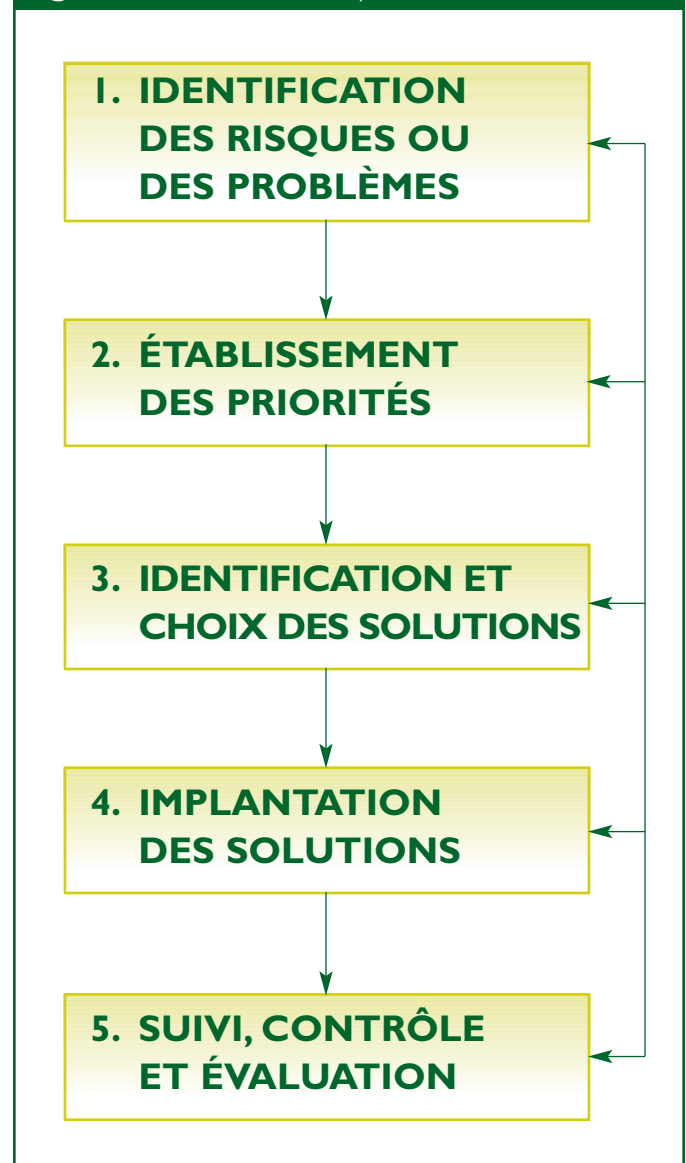 1. IDENTIFICATION
DES RISQUES OU
DES PROBLÈMES
2. ÉTABLISSEMENT
DES PRIORITÉS
3. IDENTIFICATION ET
CHOIX DES SOLUTIONS
4. IMPLANTATION
DES SOLUTIONS
5. SUIVI, CONTRÔLE
ET ÉVALUATION